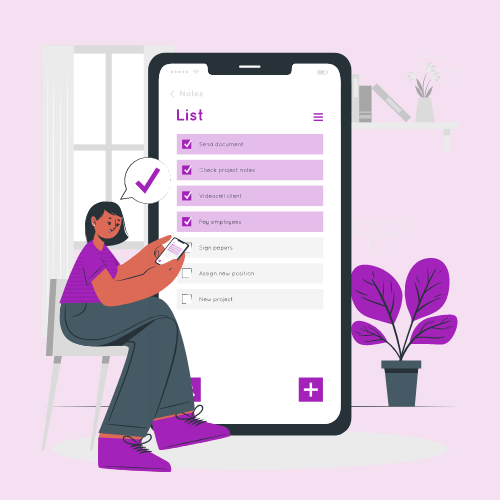 Notes
List
Send document
Check project notes
Videocall client
Pay employees
Sign papers
Assign new position
New project